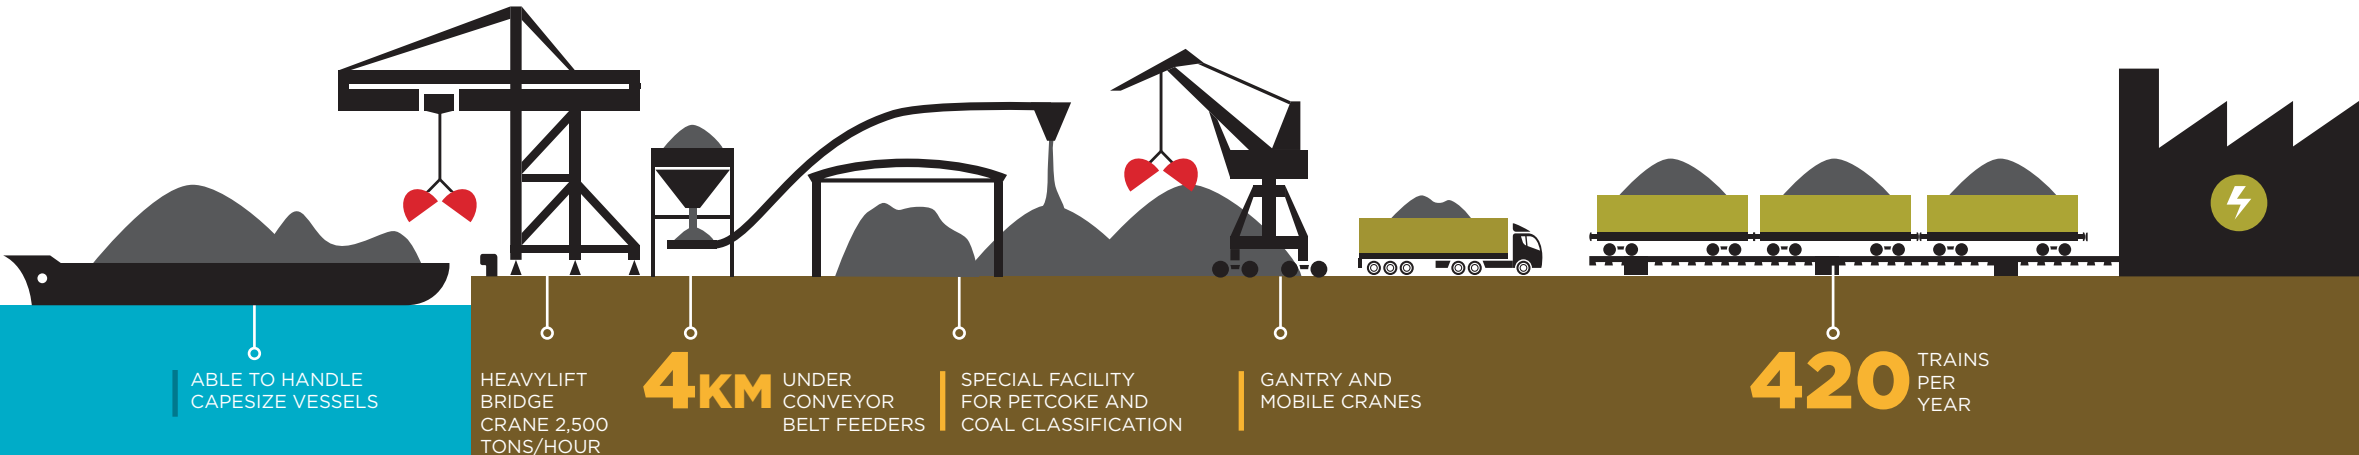 ABLE TO HANDLE
CAPESIZE VESSELS
HEAVYLIFT
BRIDGE
CRANE 2,500
TONS/HOUR
4KM
UNDER
CONVEYOR
BELT FEEDERS
SPECIAL FACILITY
FOR PETCOKE AND
COAL CLASSIFICATION
GANTRY AND
MOBILE CRANES
420
TRAINS
PER
YEAR